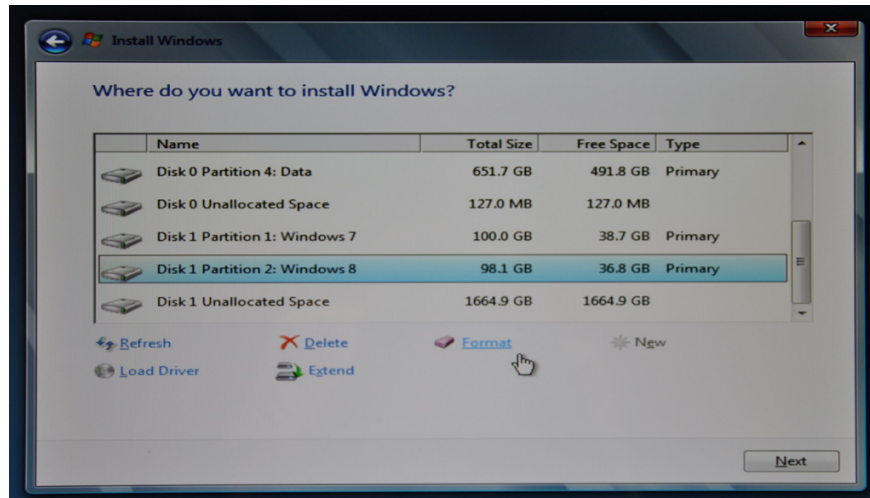 Install Windows
Where do you want to install Windows?
Name Total Size Free Space Type
Disk 0 Partition 4: Data 651.7 GB 491.8 GB Primary
Disk 0 Unallocated Space 127.0 MB 127.0 MB
Disk 1 Partition 1: Windows 7 100.0 GB 38.7 GB Primary
Disk 1 Partition 2: Windows 8 98.1 GB 36.8 GB Primary
Disk 1 Unallocated Space 1664.9 GB 1664.9 GB
Refresh Delete Format New
Load Driver Extend
Next